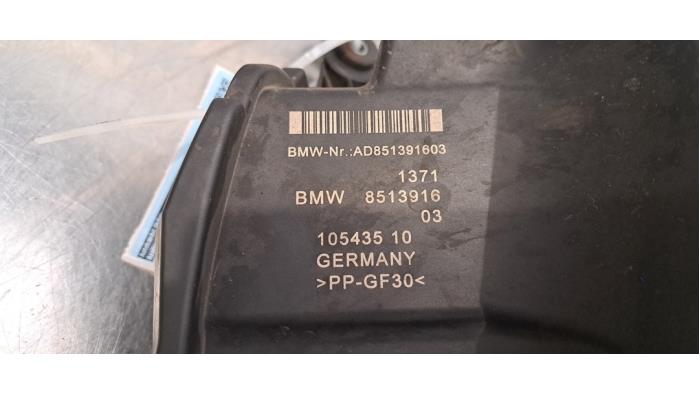 BMW-Nr.:AD851391603
1371
BMW 8513916
03
105435 10
GERMANY
>PP-GF30<